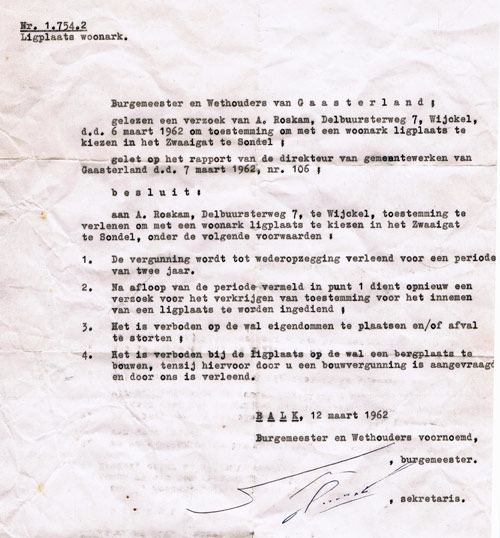 Nr. 1.754.2
Ligplaats woonark.
Burgemeester en Wethouders van G a a s t e r l a n d ;
gelezen een verzoek van A. Roskam, Delbuursterweg 7, Wijckel,
d.d. 6 maart 1962 om toestemming om met een woonark ligplaats te
kiezen in het Zwaaigat te Sondel ;
gelet op het rapport van de direkteur van gemeentewerken van
Gaasterland d.d. 7 maart 1962, nr. 106 ;
b e s l u i t :
aan A. Roskam, Delbuursterweg 7, te Wijckel, toestemming te
verlenen om met een woonark ligplaats te kiezen in het Zwaaigat
te Sondel, onder de volgende voorwaarden :
1. De vergunning wordt tot wederopzegging verleend voor een periode
van twee jaar.
2. Na afloop van de periode vermeld in punt 1 dient opnieuw een
verzoek voor het verkrijgen van toestemming voor het innemen
van een ligplaats te worden ingediend ;
3. Het is verboden op de wal eigendommen te plaatsen en/of afval
te storten ;
4. Het is verboden bij de ligplaats op de wal een bergplaats te
bouwen, tensij hiervoor door u een bouwvergunning is aangevraagd
en door ons is verleend.
B A L K, 12 maart 1962
Burgemeester en Wethouders voornoemd,
, burgemeester.
, sekretaris.